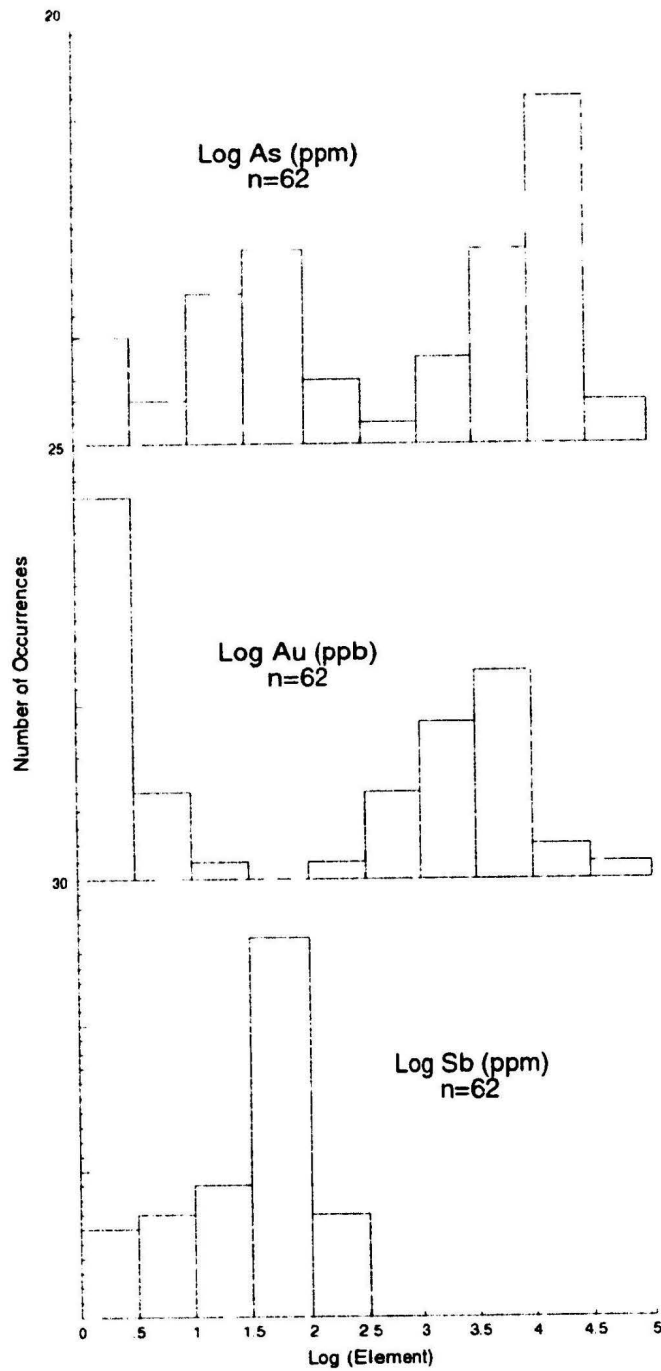 20
Log As (ppm)
n=62
25
Number of Occurrences
Log Au (ppb)
n=62
30
Log Sb (ppm)
n=62
0 .5 1 1.5 2 2 5 3 3.5 4 4.5 5
Log (Element)